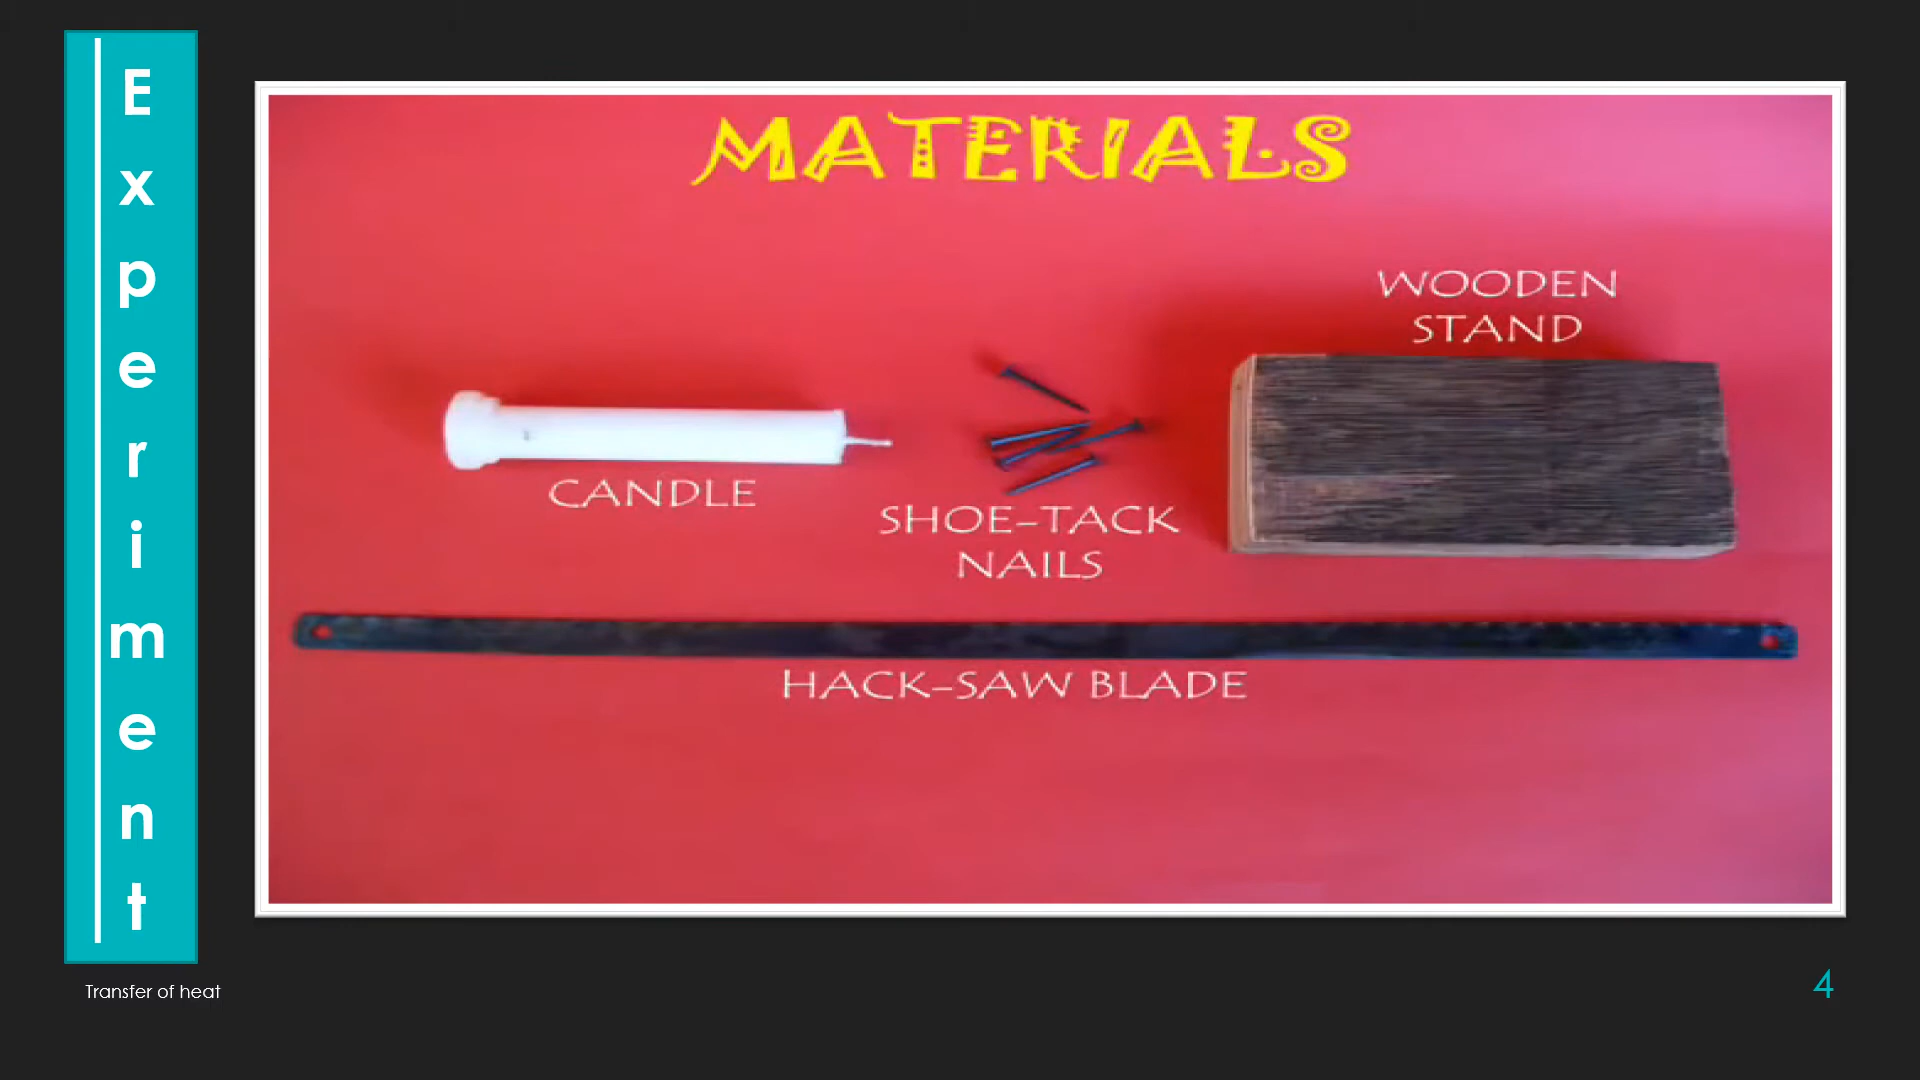 Experiment
MATERIALS
WOODEN
STAND
CANDLE
SHOE-TACK
NAILS
HACK-SAW BLADE
Transfer of heat
4